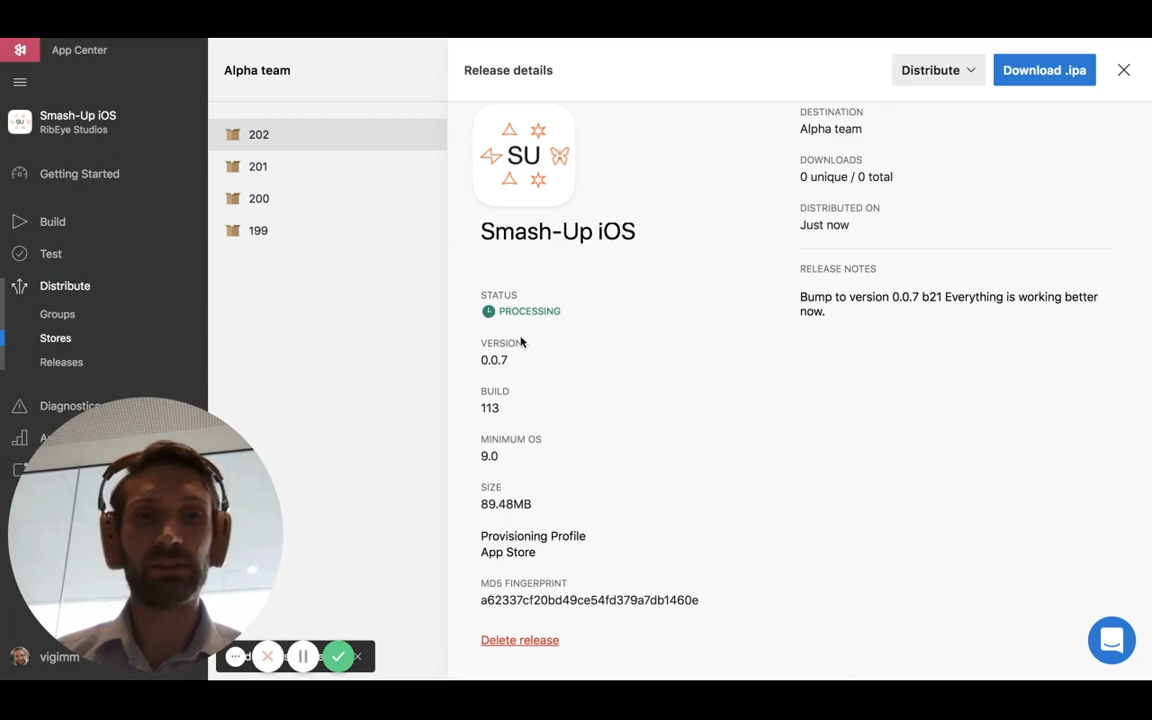 App Center
Smash-Up iOS
RibEye Studios
Getting Started
Build
Test
Distribute
Groups
Stores
Releases
Diagnostics
vigimm
Alpha team
202
201
200
199
Release details
Distribute
Download .ipa
SU
Smash-Up iOS
STATUS
PROCESSING
VERSION
0.0.7
BUILD
113
MINIMUM OS
9.0
SIZE
89.48MB
Provisioning Profile
App Store
MD5 FINGERPRINT
a62337cf20bd49ce54fd379a7db1460e
Delete release
DESTINATION
Alpha team
DOWNLOADS
0 unique / 0 total
DISTRIBUTED ON
Just now
RELEASE NOTES
Bump to version 0.0.7 b21 Everything is working better
now.